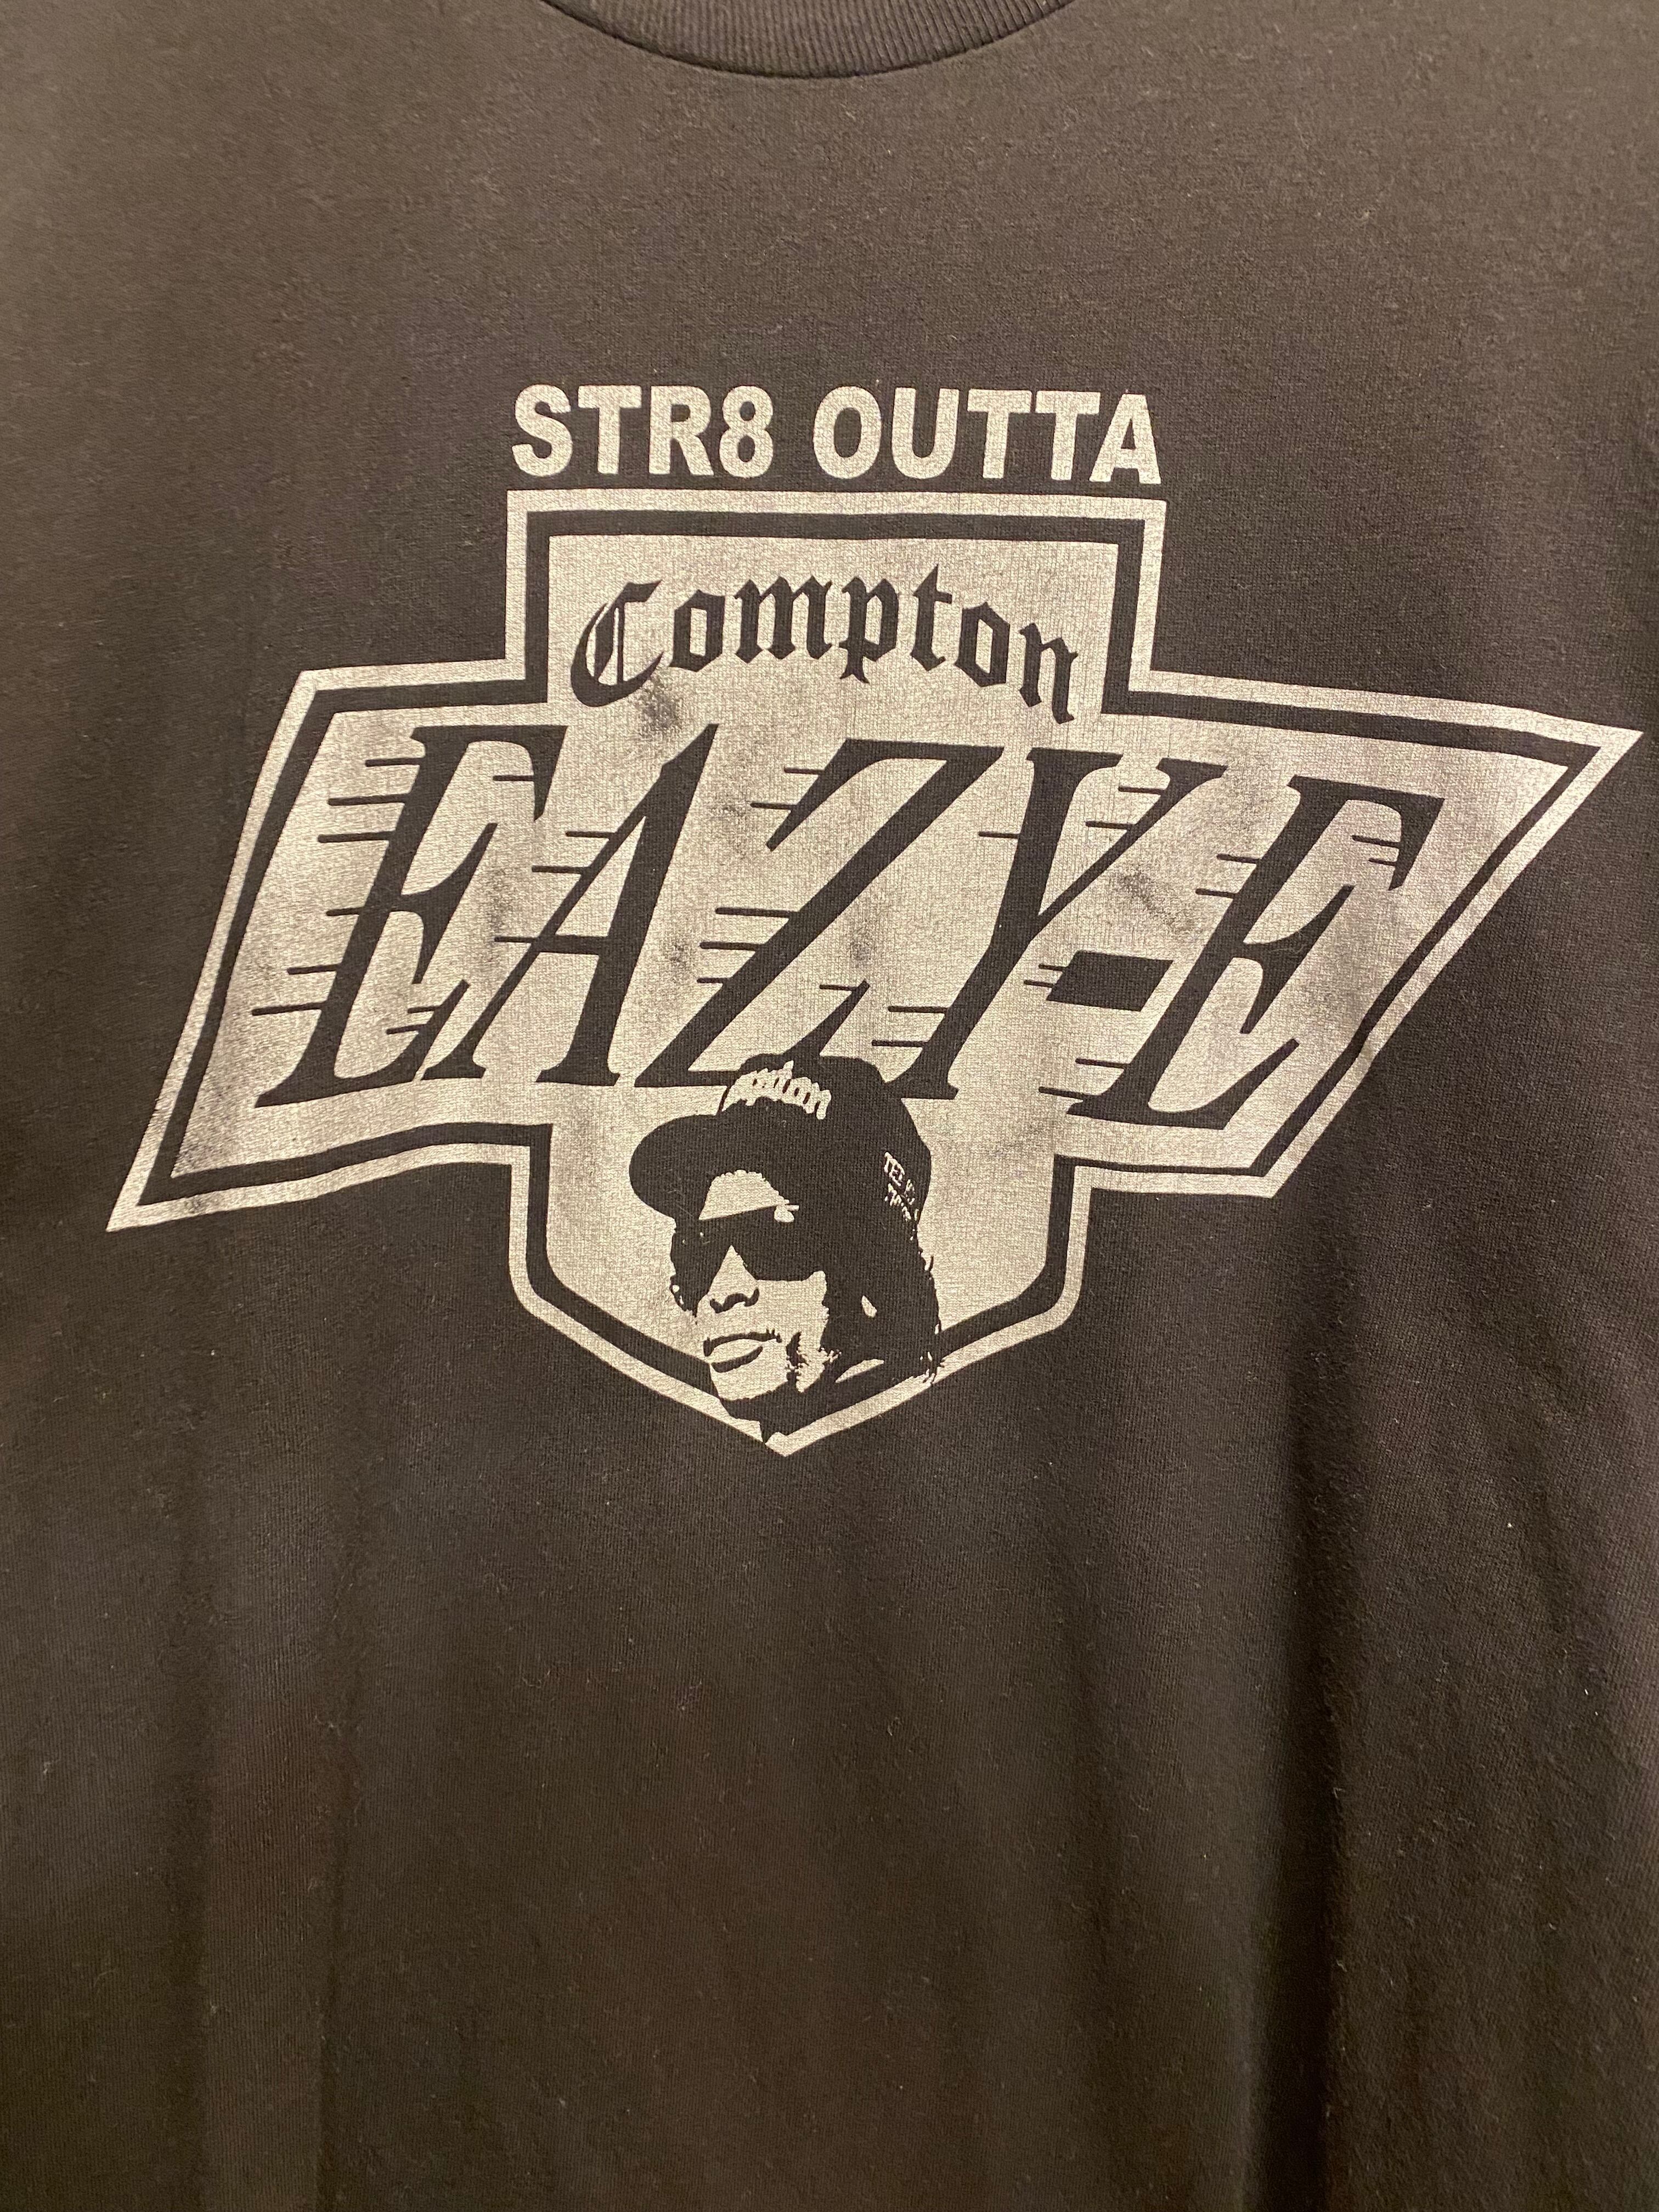 STR8 OUTTA
Compton
EAZY-E